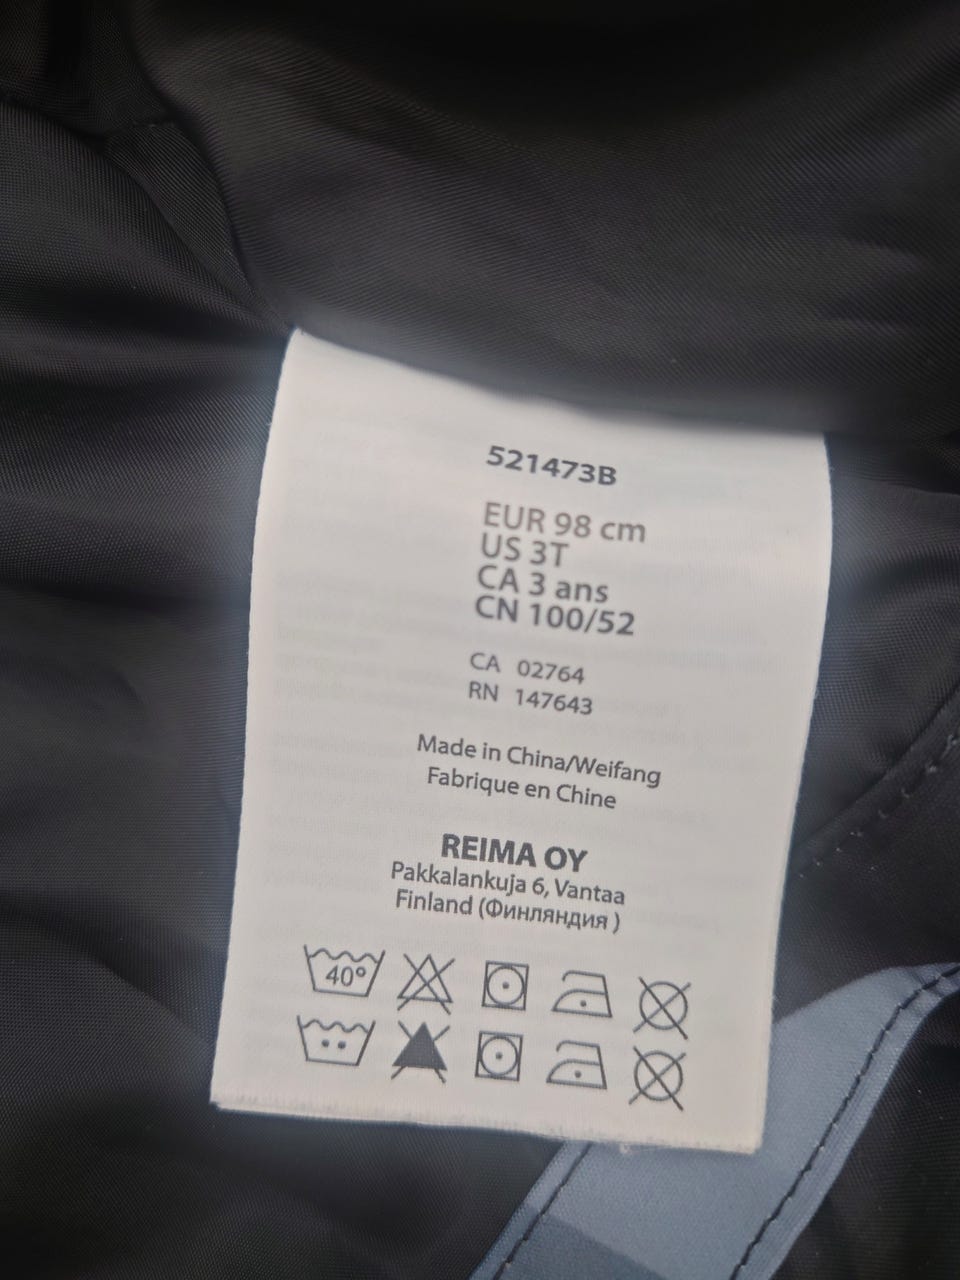 521473B
EUR 98 cm
US 3T
CA 3 ans
CN 100/52
CA 02764
RN 147643
Made in China/Weifang
Fabrique en Chine
REIMA OY
Pakkalankuja 6, Vantaa
Finland (Финляндия )
40°